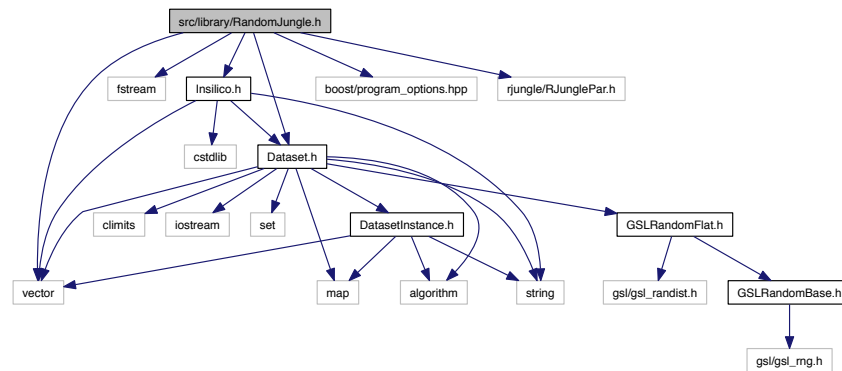 src/library/RandomJungle.h
fstream
Insilico.h
boost/program_options.hpp
rjungle/RJunglePar.h
cstdlib
Dataset.h
climits
iostream
set
DatasetInstance.h
GSLRandomFlat.h
vector
map
algorithm
string
gsl/gsl_randist.h
GSLRandomBase.h
gsl/gsl_rng.h